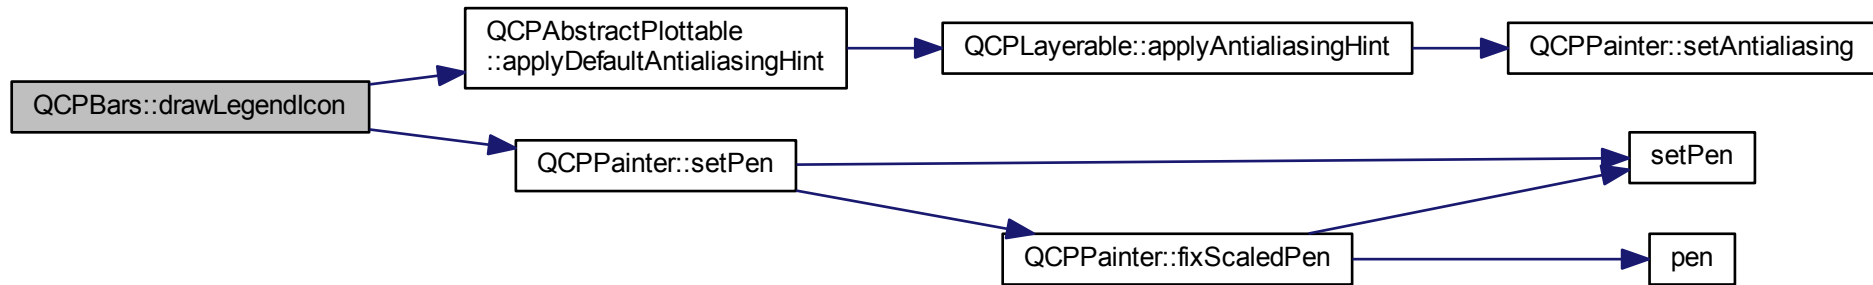 QCPBars::drawLegendIcon
QCPAbstractPlottable
::applyDefaultAntialiasingHint
QCPLayerable::applyAntialiasingHint
QCPPainter::setAntialiasing
QCPPainter::setPen
setPen
QCPPainter::fixScaledPen
pen